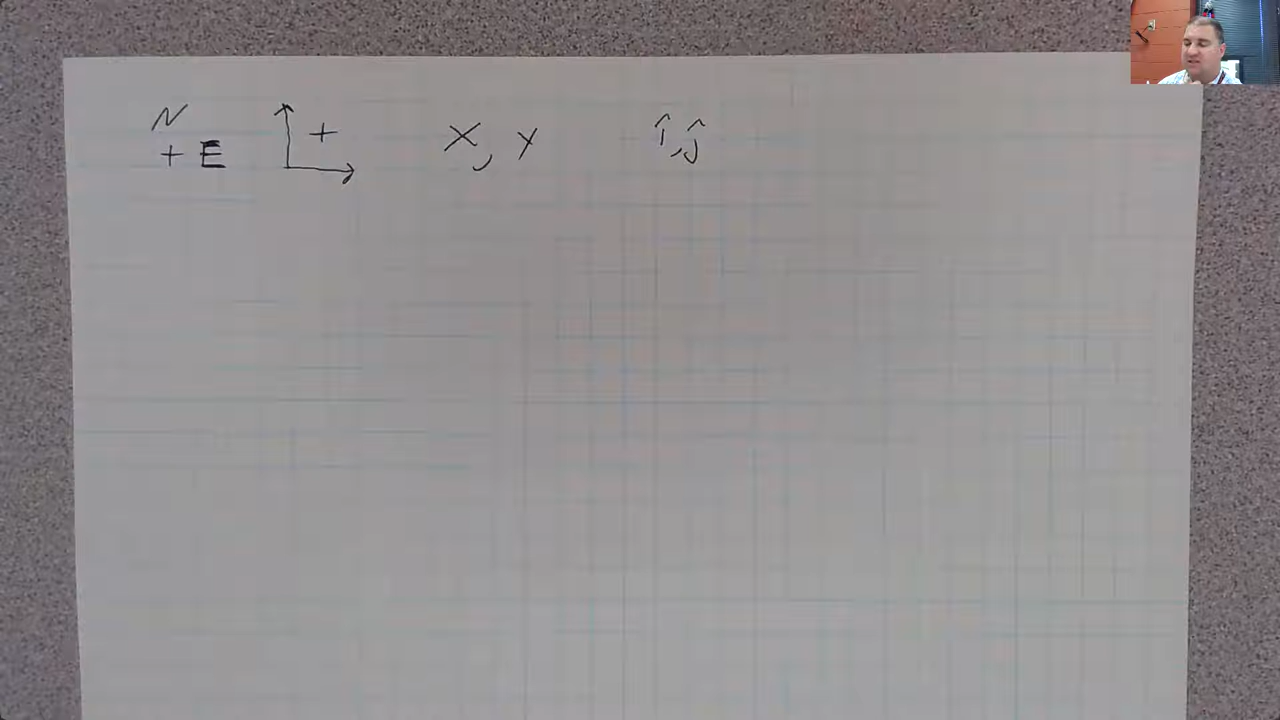 N
+ E + x, y î, ĵ